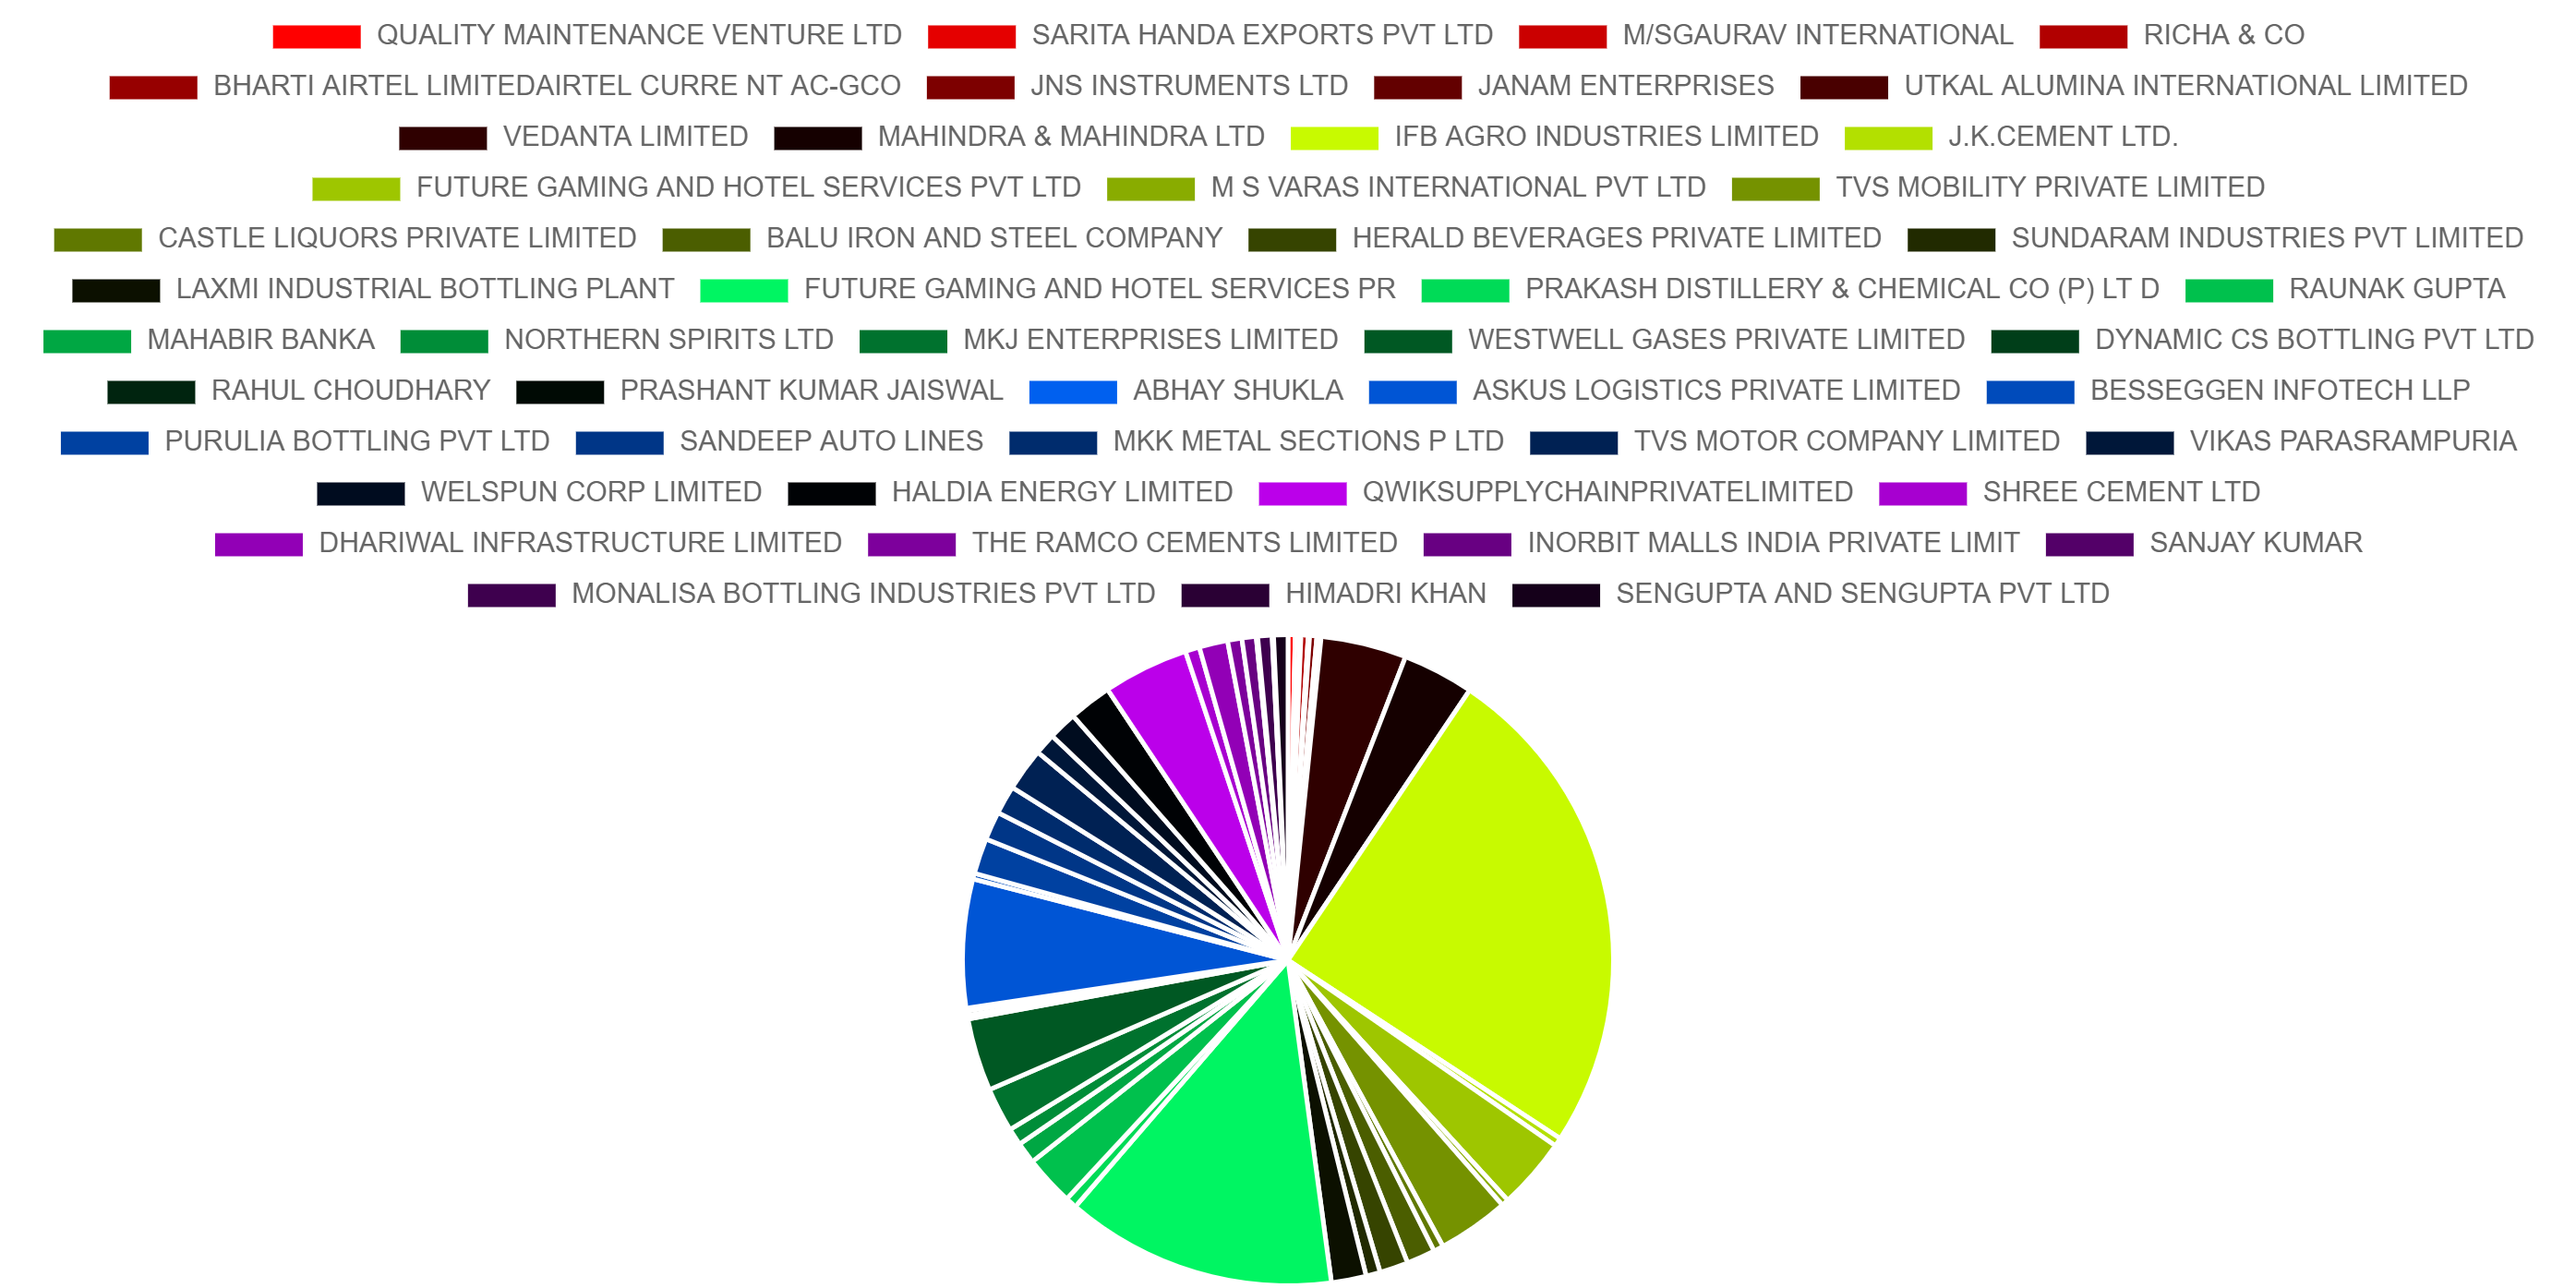 QUALITY MAINTENANCE VENTURE LTD SARITA HANDA EXPORTS PVT LTD M/SGAURAV INTERNATIONAL RICHA & CO
BHARTI AIRTEL LIMITEDAIRTEL CURRE NT AC-GCO JNS INSTRUMENTS LTD JANAM ENTERPRISES UTKAL ALUMINA INTERNATIONAL LIMITED
VEDANTA LIMITED MAHINDRA & MAHINDRA LTD IFB AGRO INDUSTRIES LIMITED J.K.CEMENT LTD.
FUTURE GAMING AND HOTEL SERVICES PVT LTD M S VARAS INTERNATIONAL PVT LTD TVS MOBILITY PRIVATE LIMITED
CASTLE LIQUORS PRIVATE LIMITED BALU IRON AND STEEL COMPANY HERALD BEVERAGES PRIVATE LIMITED SUNDARAM INDUSTRIES PVT LIMITED
LAXMI INDUSTRIAL BOTTLING PLANT FUTURE GAMING AND HOTEL SERVICES PR PRAKASH DISTILLERY & CHEMICAL CO (P) LT D RAUNAK GUPTA
MAHABIR BANKA NORTHERN SPIRITS LTD MKJ ENTERPRISES LIMITED WESTWELL GASES PRIVATE LIMITED DYNAMIC CS BOTTLING PVT LTD
RAHUL CHOUDHARY PRASHANT KUMAR JAISWAL ABHAY SHUKLA ASKUS LOGISTICS PRIVATE LIMITED BESSEGGEN INFOTECH LLP
PURULIA BOTTLING PVT LTD SANDEEP AUTO LINES MKK METAL SECTIONS P LTD TVS MOTOR COMPANY LIMITED VIKAS PARASRAMPURIA
WELSPUN CORP LIMITED HALDIA ENERGY LIMITED QWIKSUPPLYCHAINPRIVATELIMITED SHREE CEMENT LTD
DHARIWAL INFRASTRUCTURE LIMITED THE RAMCO CEMENTS LIMITED INORBIT MALLS INDIA PRIVATE LIMIT SANJAY KUMAR
MONALISA BOTTLING INDUSTRIES PVT LTD HIMADRI KHAN SENGUPTA AND SENGUPTA PVT LTD